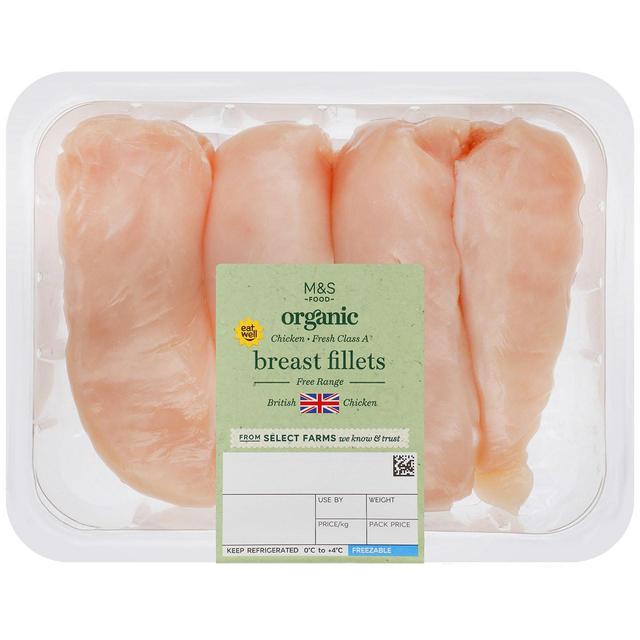 M&S
-FOOD-
organic
eat
well
Chicken • Fresh Class A
breast fillets
Free Range
British Chicken
FROM SELECT FARMS we know & trust
USE BY WEIGHT
PRICE/kg PACK PRICE
KEEP REFRIGERATED 0°C to +4°C FREEZABLE